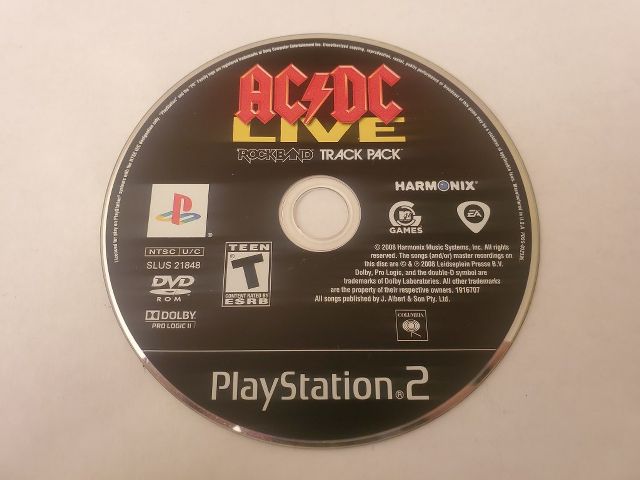 AC DC
LIVE
ROCKBAND TRACK PACK
HARMONIX
GAMES
EA
NTSC U/C
SLUS 21848
TEEN
T
CONTENT RATED BY
ESRB
DVD
ROM
DOLBY
PRO LOGIC II
© 2008 Harmonix Music Systems, Inc. All rights
reserved. The songs (and/or) master recordings on
this disc are © & ℗ 2008 Leidseplein Presse B.V.
Dolby, Pro Logic, and the double-D symbol are
trademarks of Dolby Laboratories. All other trademarks
are the property of their respective owners. 1916707
All songs published by J. Albert & Son Pty. Ltd.
COLUMBIA
PlayStation®2